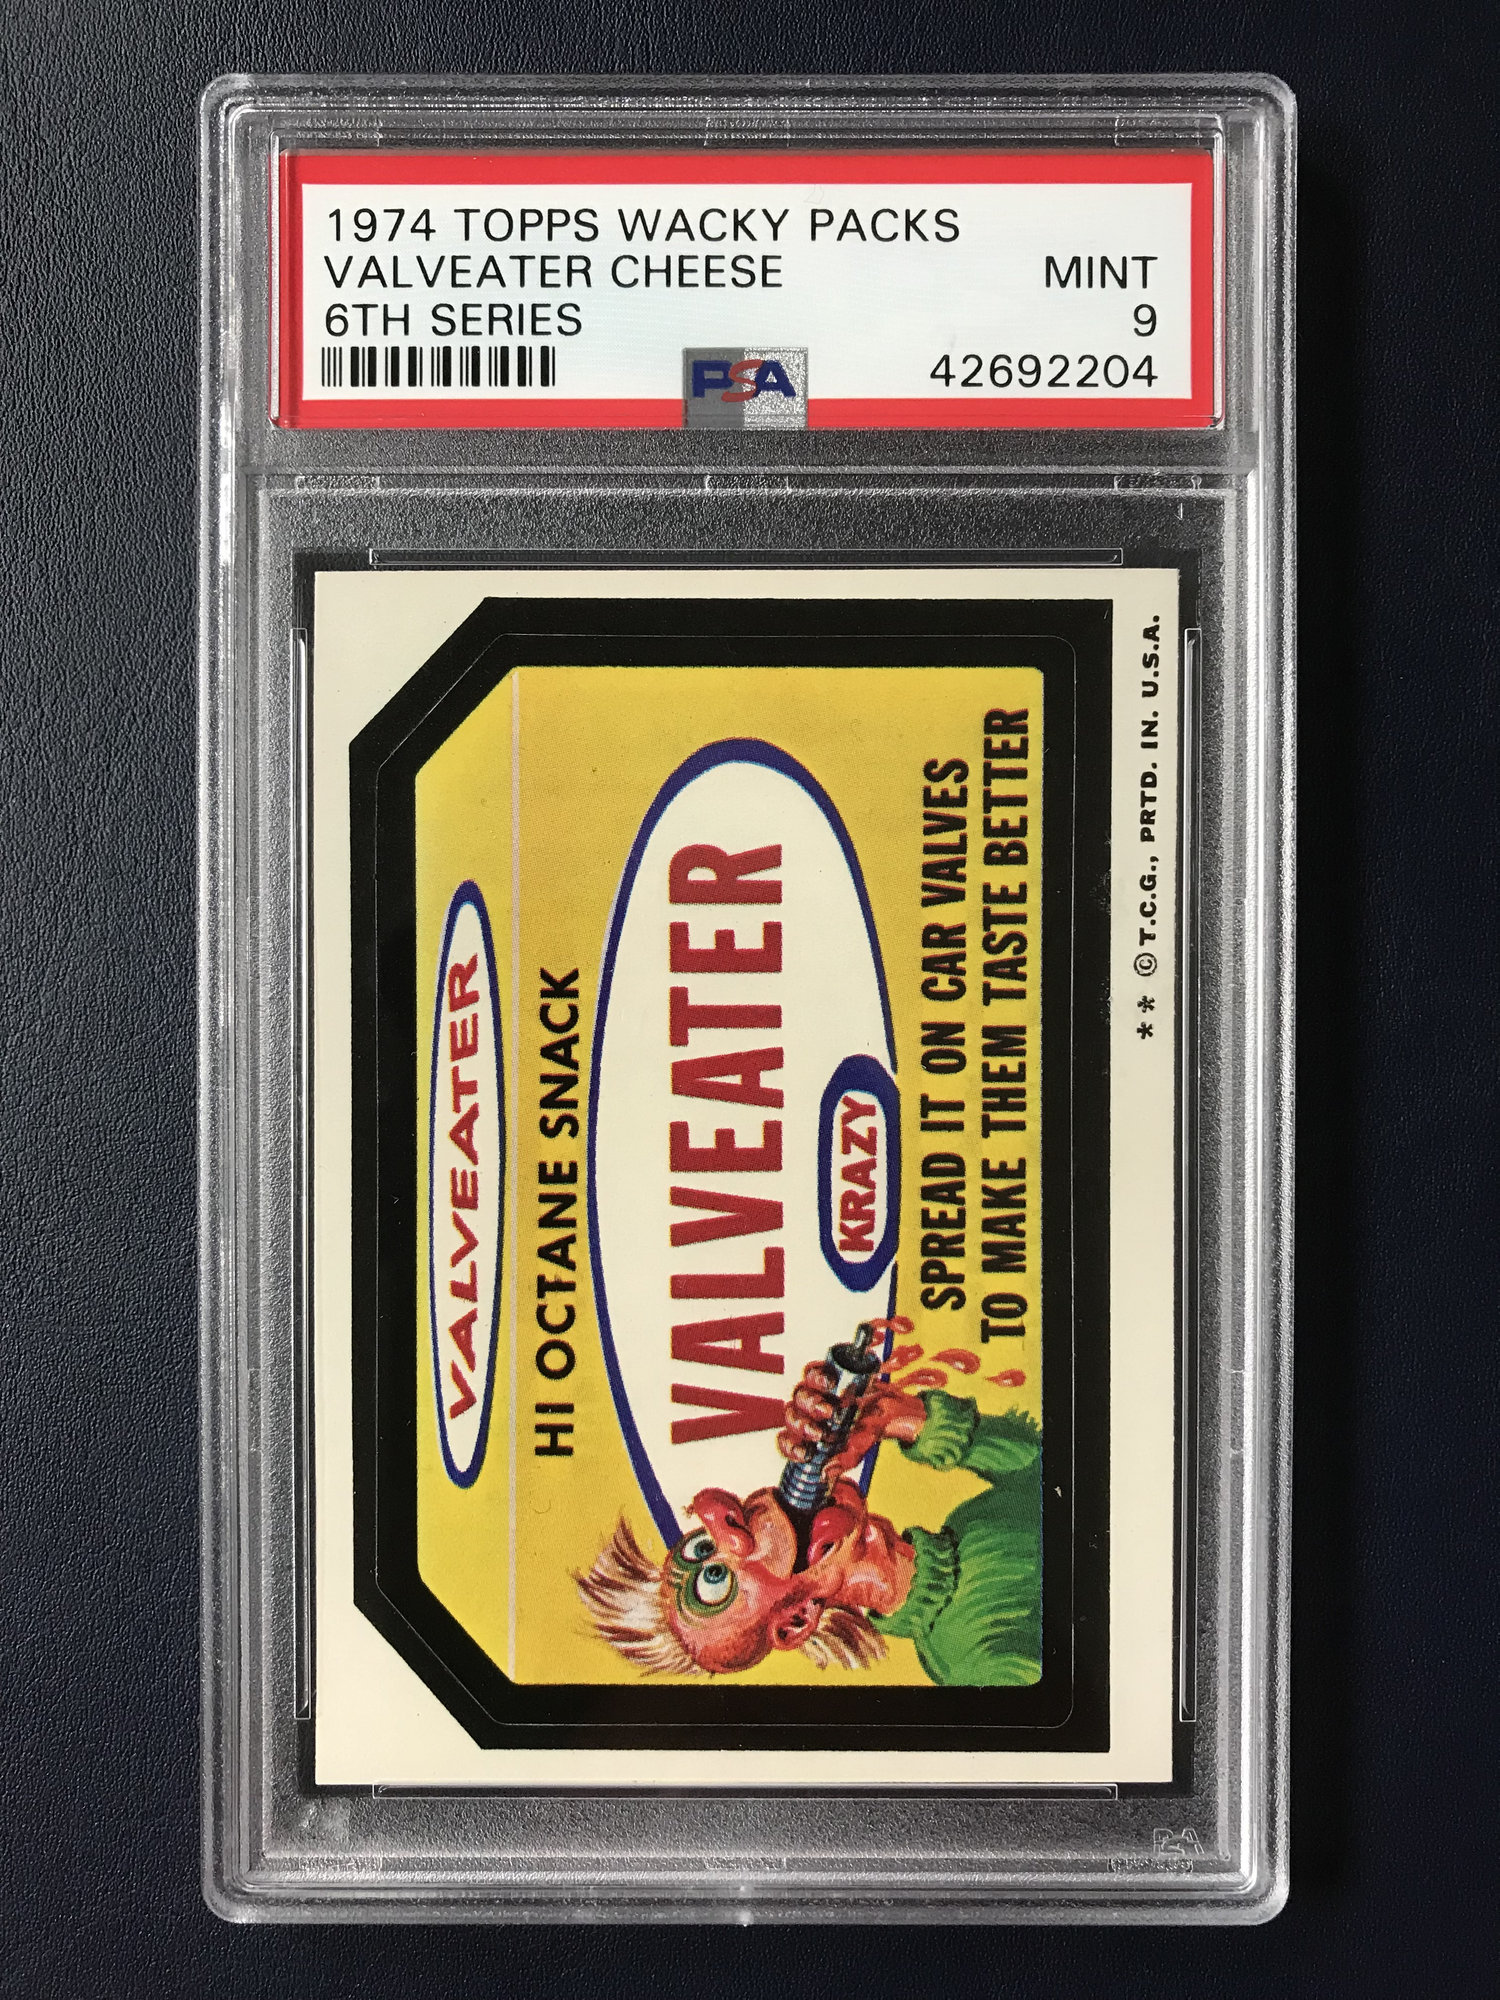 1974 TOPPS WACKY PACKS
VALVEATER CHEESE MINT
6TH SERIES 9
PSA 42692204
VALVEATER
HI OCTANE SNACK
VALVEATER
KRAZY
SPREAD IT ON CAR VALVES
TO MAKE THEM TASTE BETTER
** © T.C.G., PRTD. IN. U.S.A.
PSA